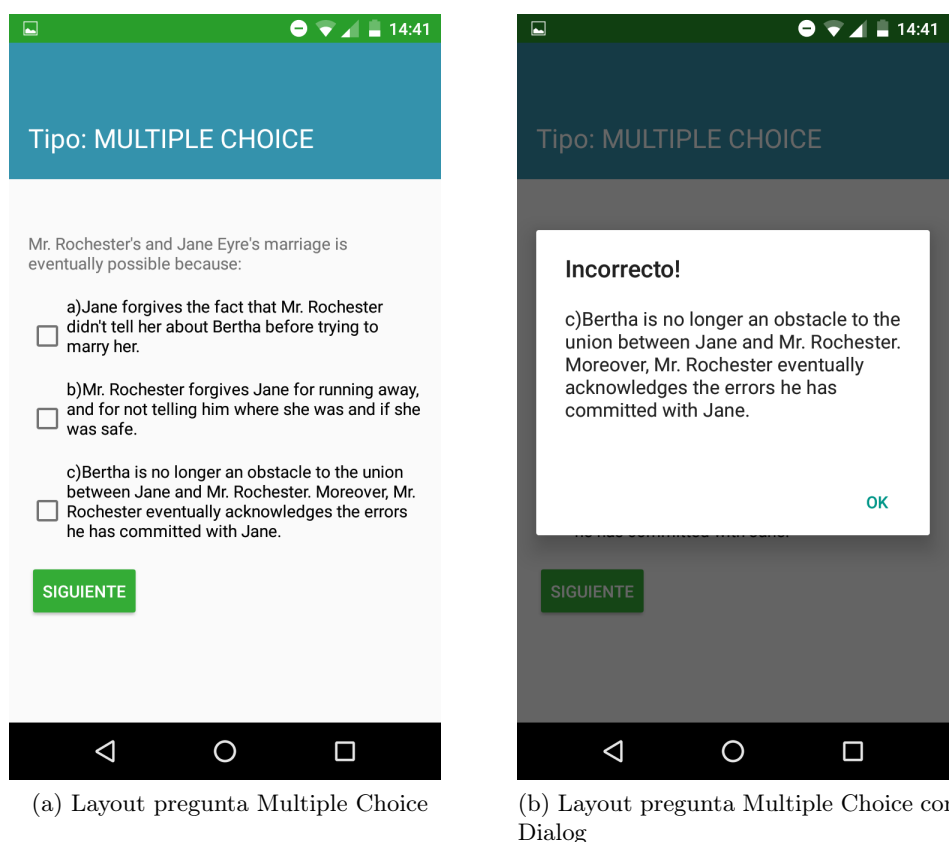 14:41
Tipo: MULTIPLE CHOICE
Mr. Rochester's and Jane Eyre's marriage is
eventually possible because:
a)Jane forgives the fact that Mr. Rochester
didn't tell her about Bertha before trying to
marry her.
b)Mr. Rochester forgives Jane for running away,
and for not telling him where she was and if she
was safe.
c)Bertha is no longer an obstacle to the union
between Jane and Mr. Rochester. Moreover, Mr.
Rochester eventually acknowledges the errors
he has committed with Jane.
SIGUIENTE
(a) Layout pregunta Multiple Choice
14:41
Tipo: MULTIPLE CHOICE
Incorrecto!
c)Bertha is no longer an obstacle to the
union between Jane and Mr. Rochester.
Moreover, Mr. Rochester eventually
acknowledges the errors he has
committed with Jane.
OK
SIGUIENTE
(b) Layout pregunta Multiple Choice
Dialog